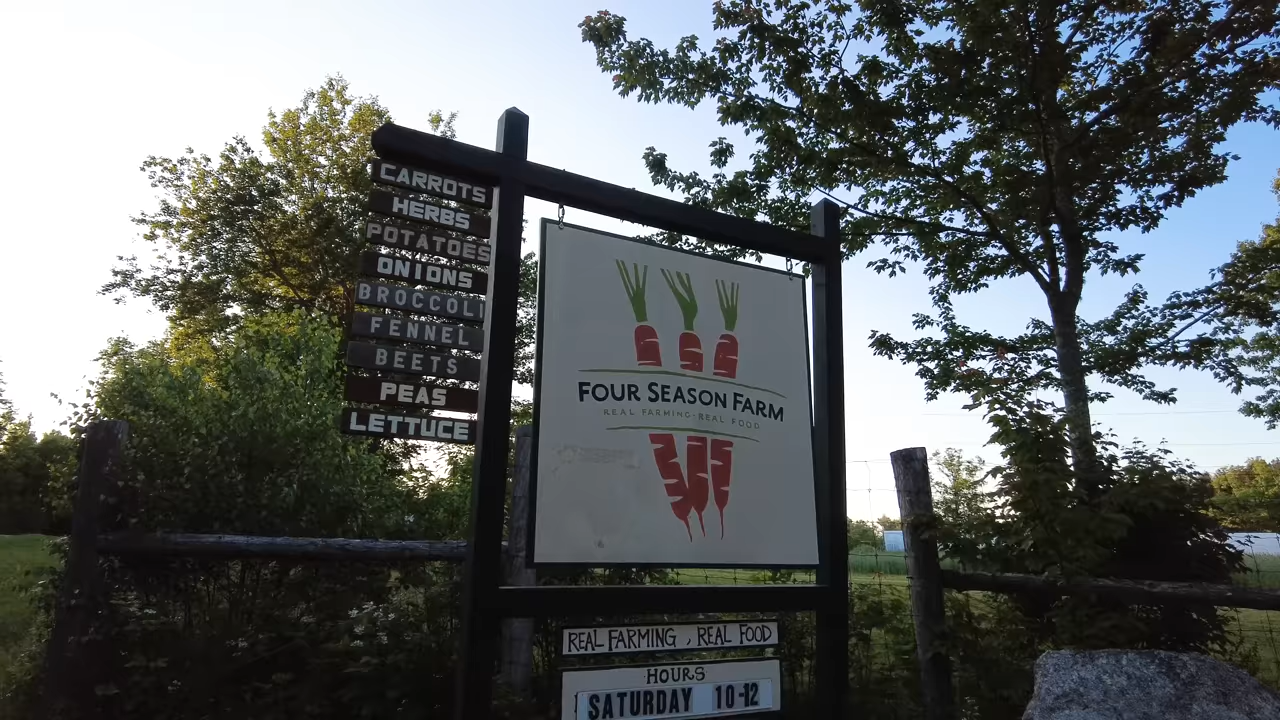 CARROTS
HERBS
POTATOES
ONIONS
BROCCOLI
FENNEL
BEETS
PEAS
LETTUCE
FOUR SEASON FARM
REAL FARMING · REAL FOOD
REAL FARMING, REAL FOOD
HOURS
SATURDAY 10-12